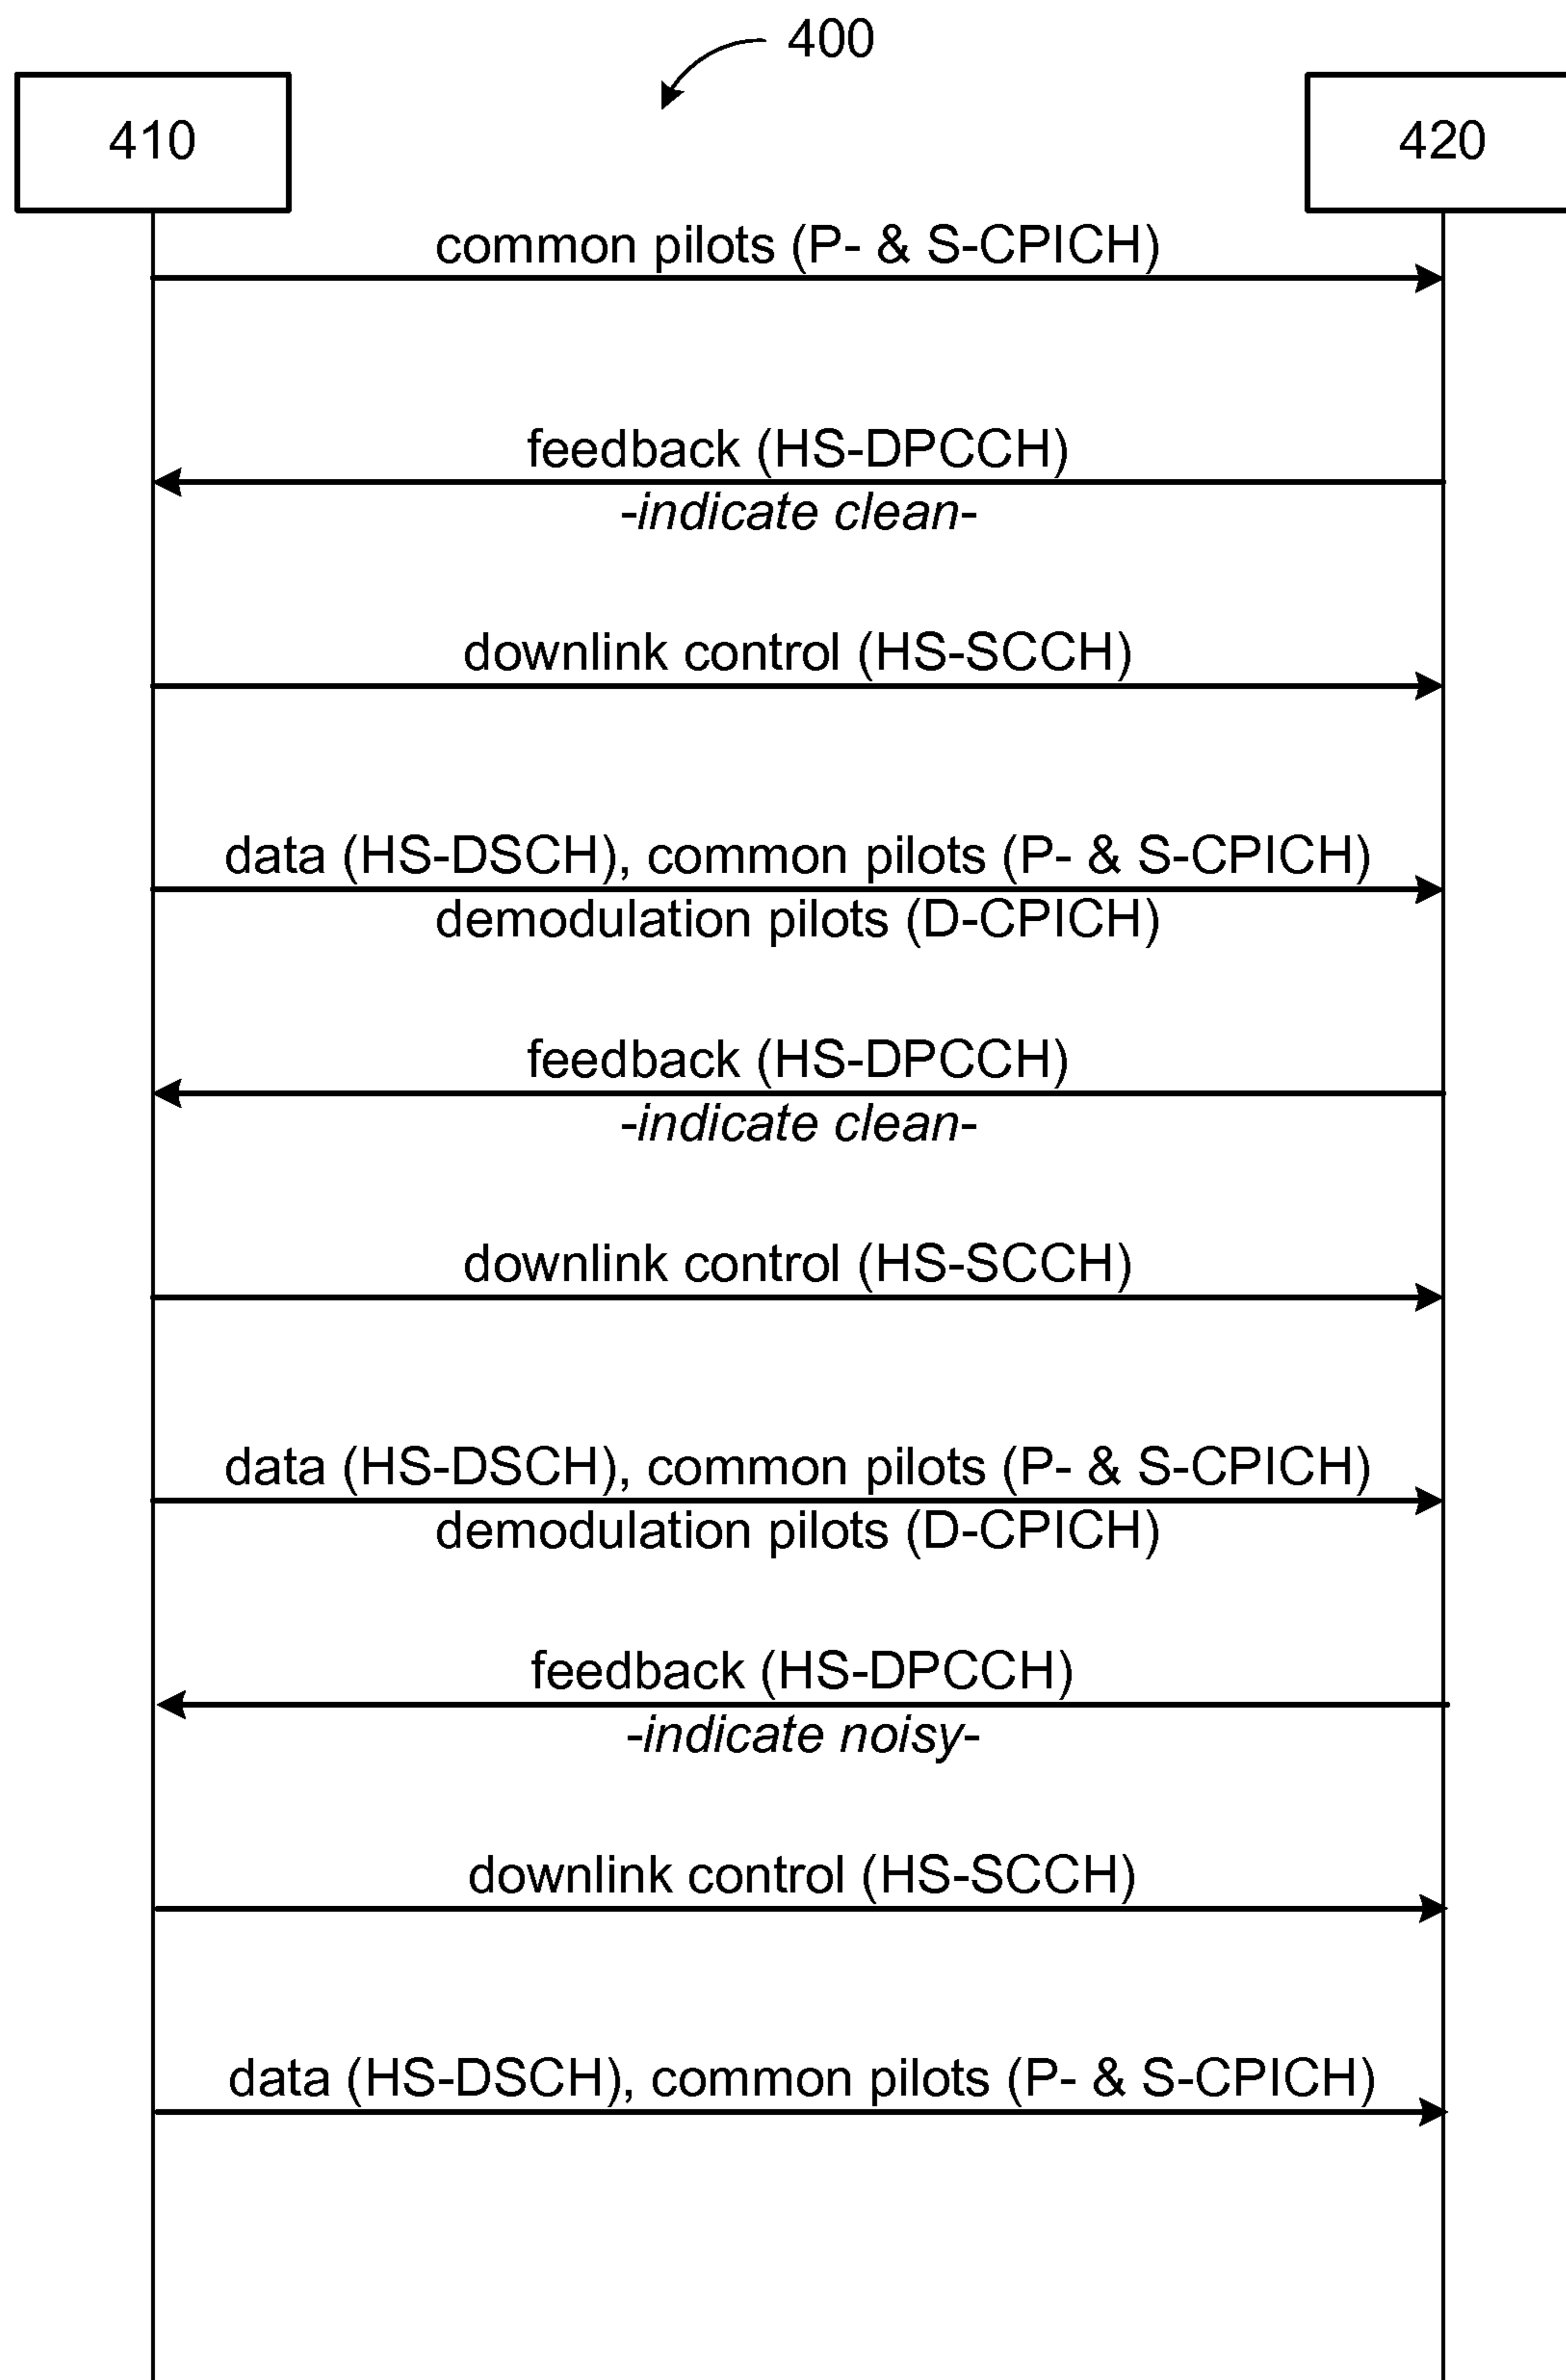 400
410
420
common pilots (P- & S-CPICH)
feedback (HS-DPCCH)
-indicate clean-
downlink control (HS-SCCH)
data (HS-DSCH), common pilots (P- & S-CPICH)
demodulation pilots (D-CPICH)
feedback (HS-DPCCH)
-indicate clean-
downlink control (HS-SCCH)
data (HS-DSCH), common pilots (P- & S-CPICH)
demodulation pilots (D-CPICH)
feedback (HS-DPCCH)
-indicate noisy-
downlink control (HS-SCCH)
data (HS-DSCH), common pilots (P- & S-CPICH)